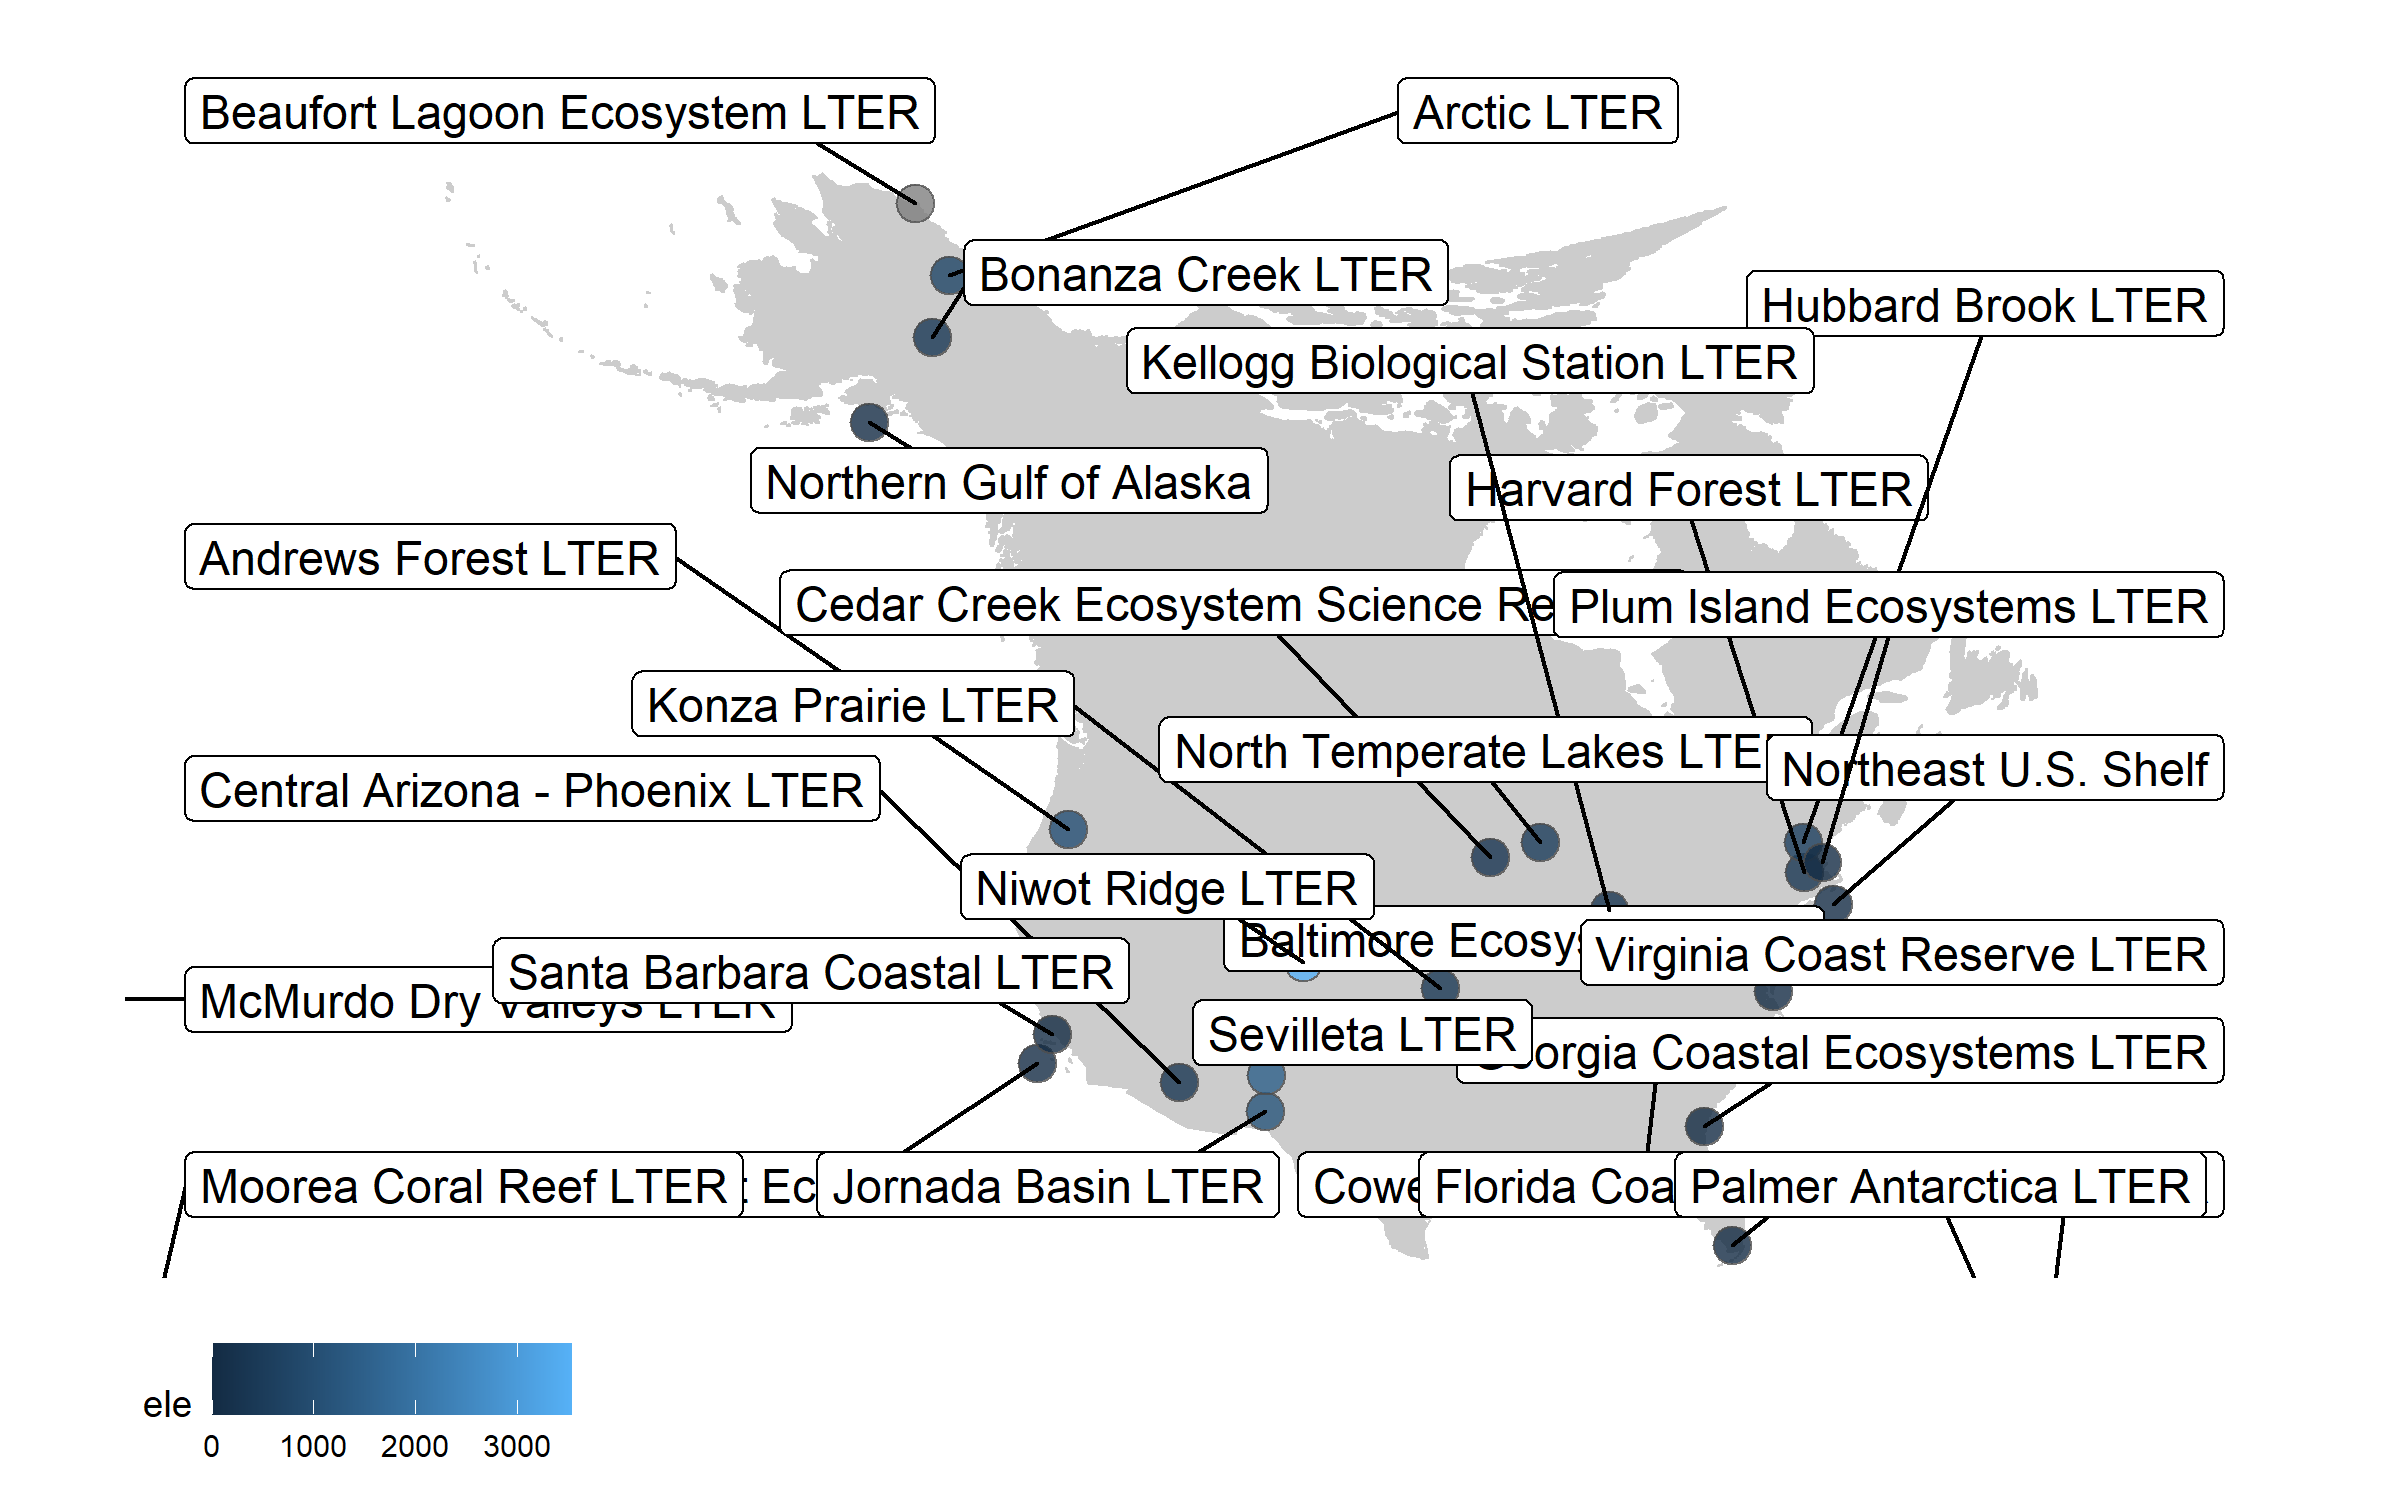 Beaufort Lagoon Ecosystem LTER
Arctic LTER
Bonanza Creek LTER
Hubbard Brook LTER
Kellogg Biological Station LTER
Northern Gulf of Alaska
Harvard Forest LTER
Andrews Forest LTER
Cedar Creek Ecosystem Science Re
Plum Island Ecosystems LTER
Konza Prairie LTER
North Temperate Lakes LTE
Northeast U.S. Shelf
Central Arizona - Phoenix LTER
Niwot Ridge LTER
Baltimore Ecosys
Virginia Coast Reserve LTER
Santa Barbara Coastal LTER
McMurdo Dry Valleys LTER
Sevilleta LTER
orgia Coastal Ecosystems LTER
Moorea Coral Reef LTER
Ec
Jornada Basin LTER
Cowe
Florida Coa
Palmer Antarctica LTER
ele
0 1000 2000 3000